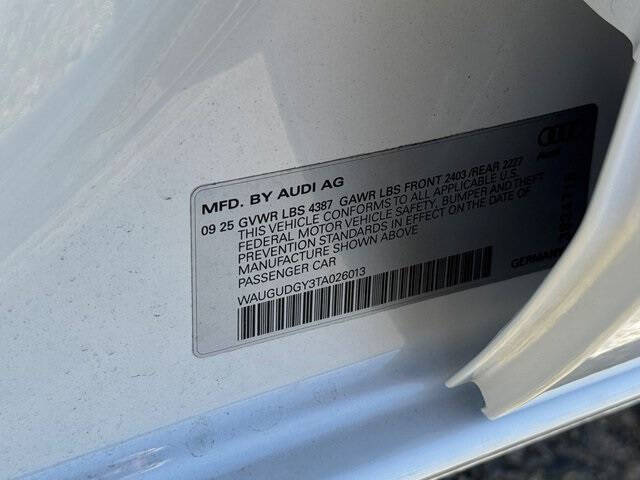 MFD. BY AUDI AG
09 25 GVWR LBS 4387 GAWR LBS FRONT 2403 /REAR 2227
THIS VEHICLE CONFORMS TO ALL APPLICABLE U.S.
FEDERAL MOTOR VEHICLE SAFETY, BUMPER, AND THEFT
PREVENTION STANDARDS IN EFFECT ON THE DATE OF
MANUFACTURE SHOWN ABOVE
PASSENGER CAR
WAUGUDGY3TA026013
GERMANY